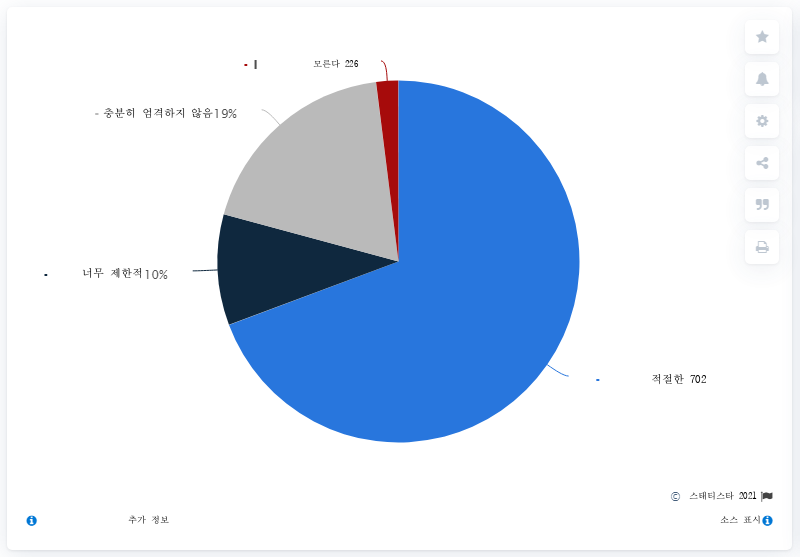 모른다 226
- 충분히 엄격하지 않음19%
너무 제한적10%
적절한 702
© 스태티스타 2021
추가 정보
소스 표시